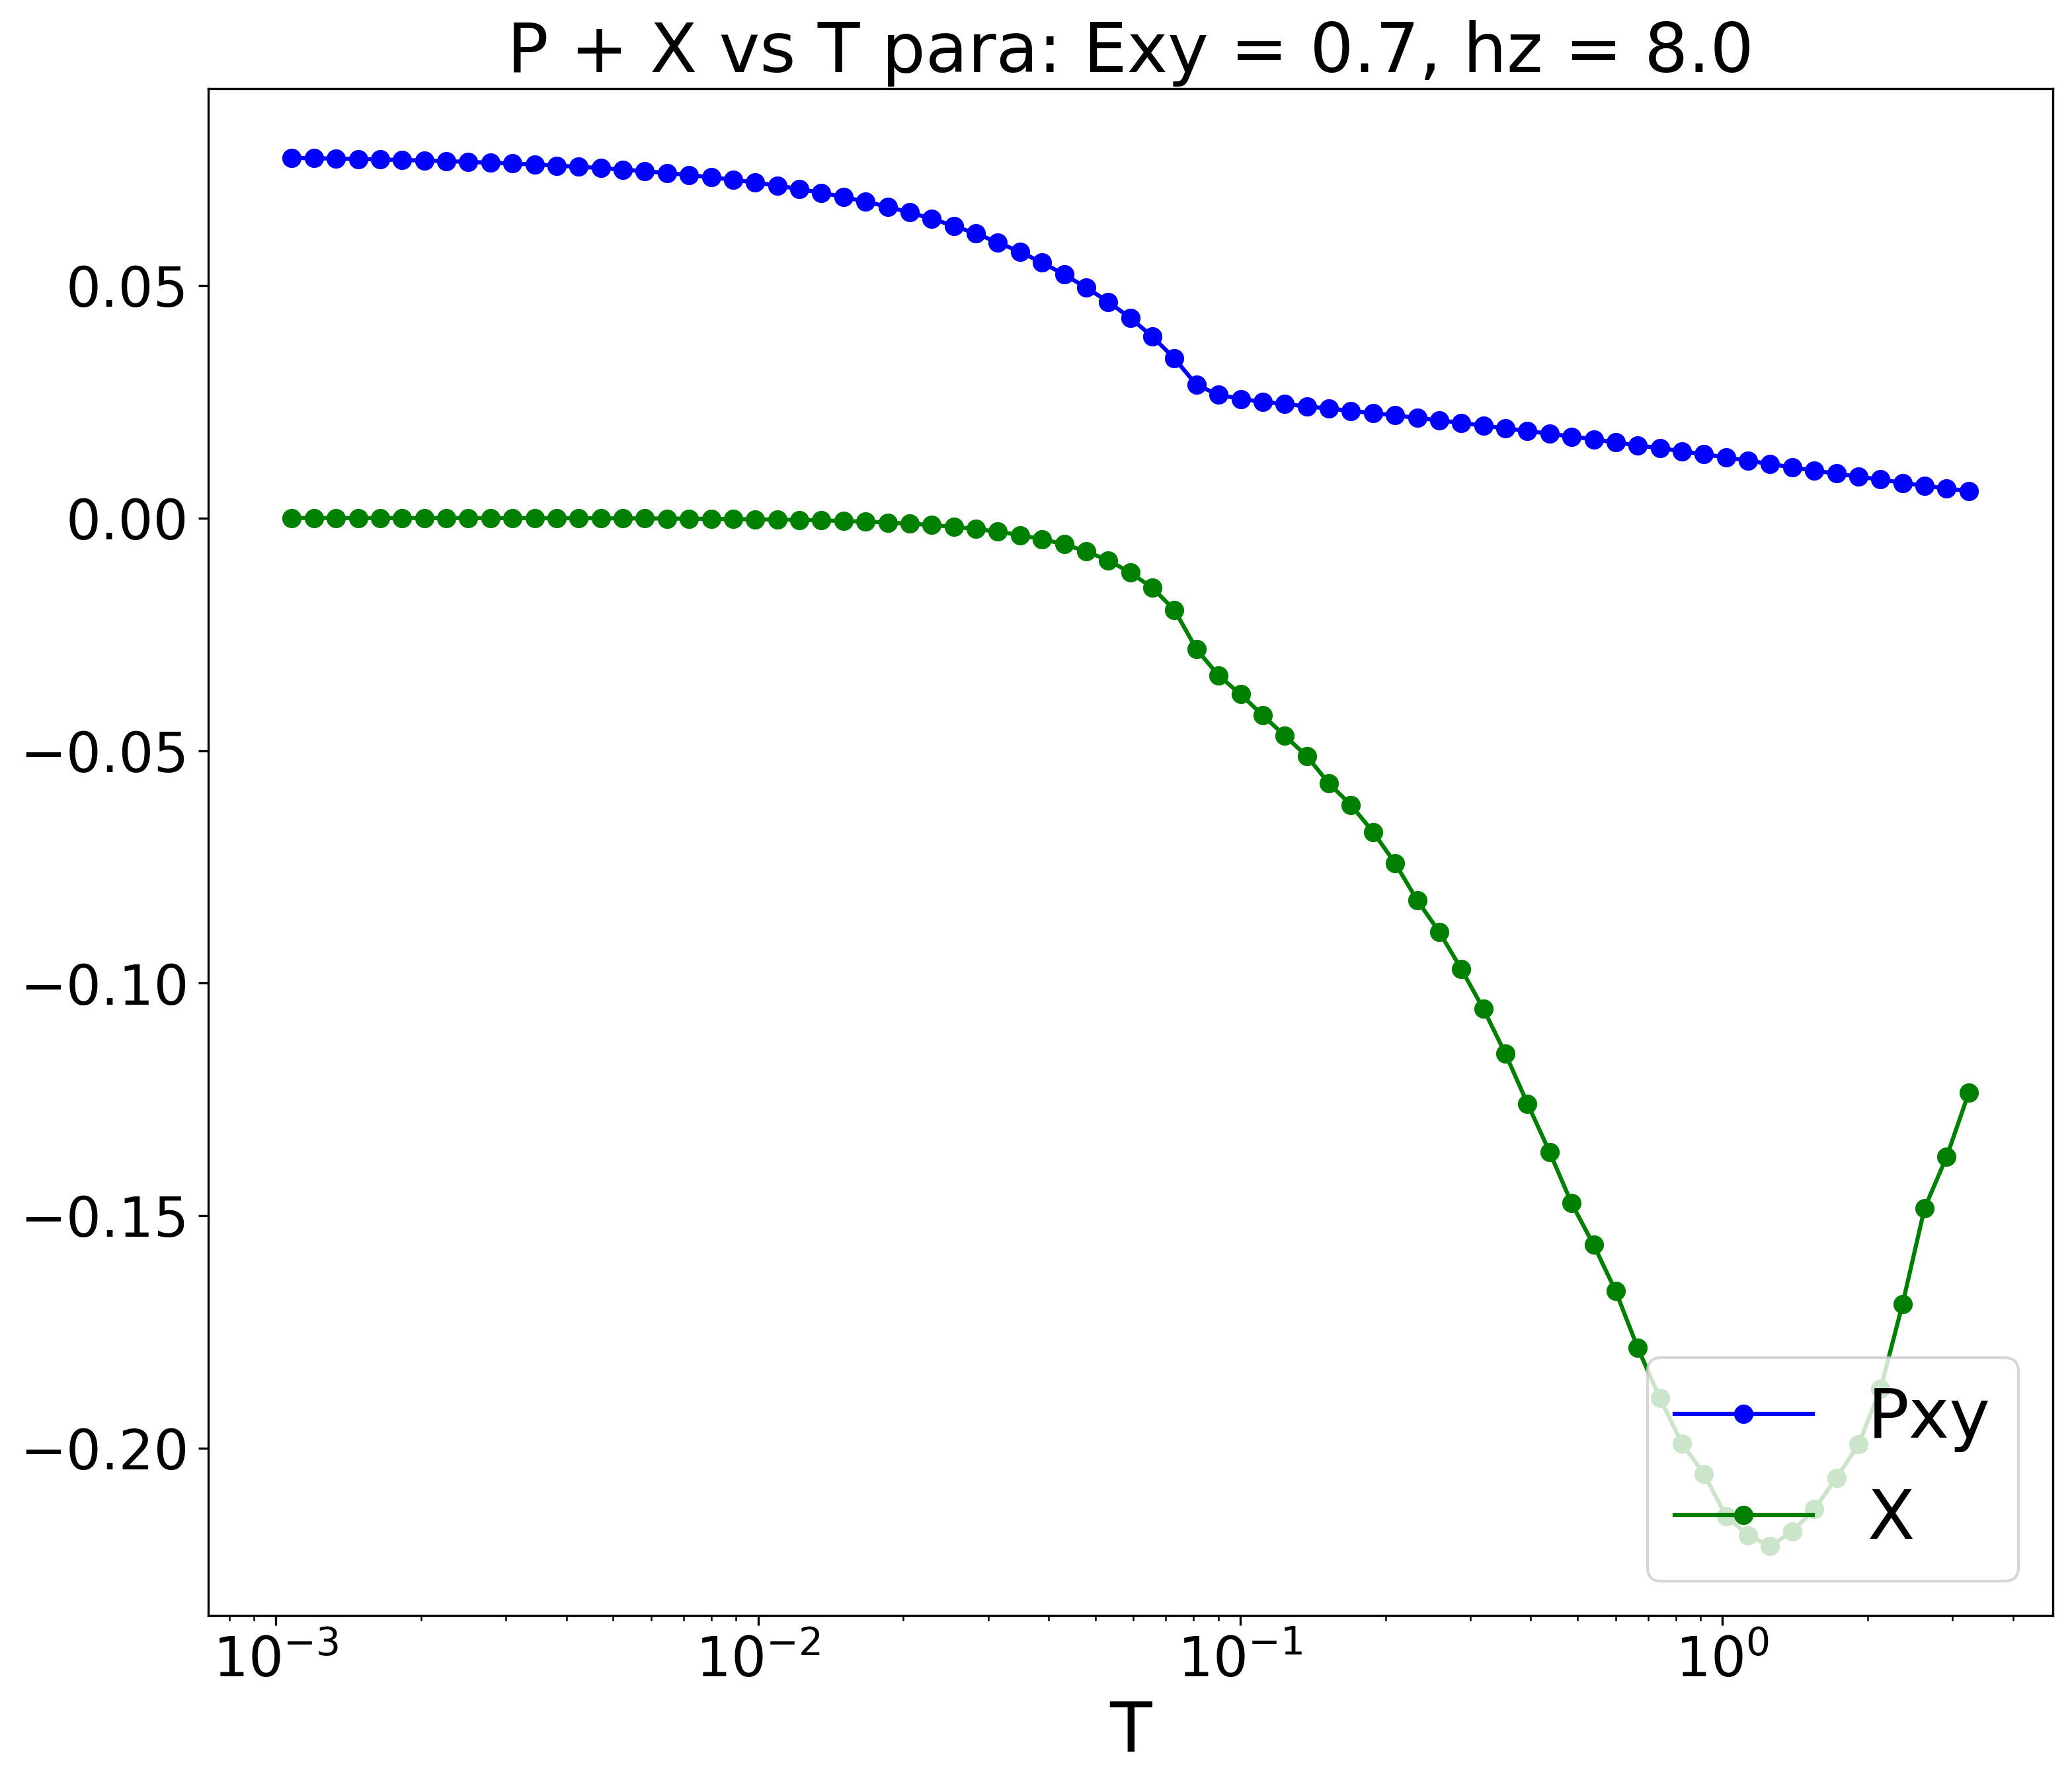 P + X vs T para: Exy = 0.7, hz = 8.0
0.05
0.00
−0.05
−0.10
−0.15
−0.20
Pxy
X
10⁻³ 10⁻² 10⁻¹ 10⁰
T